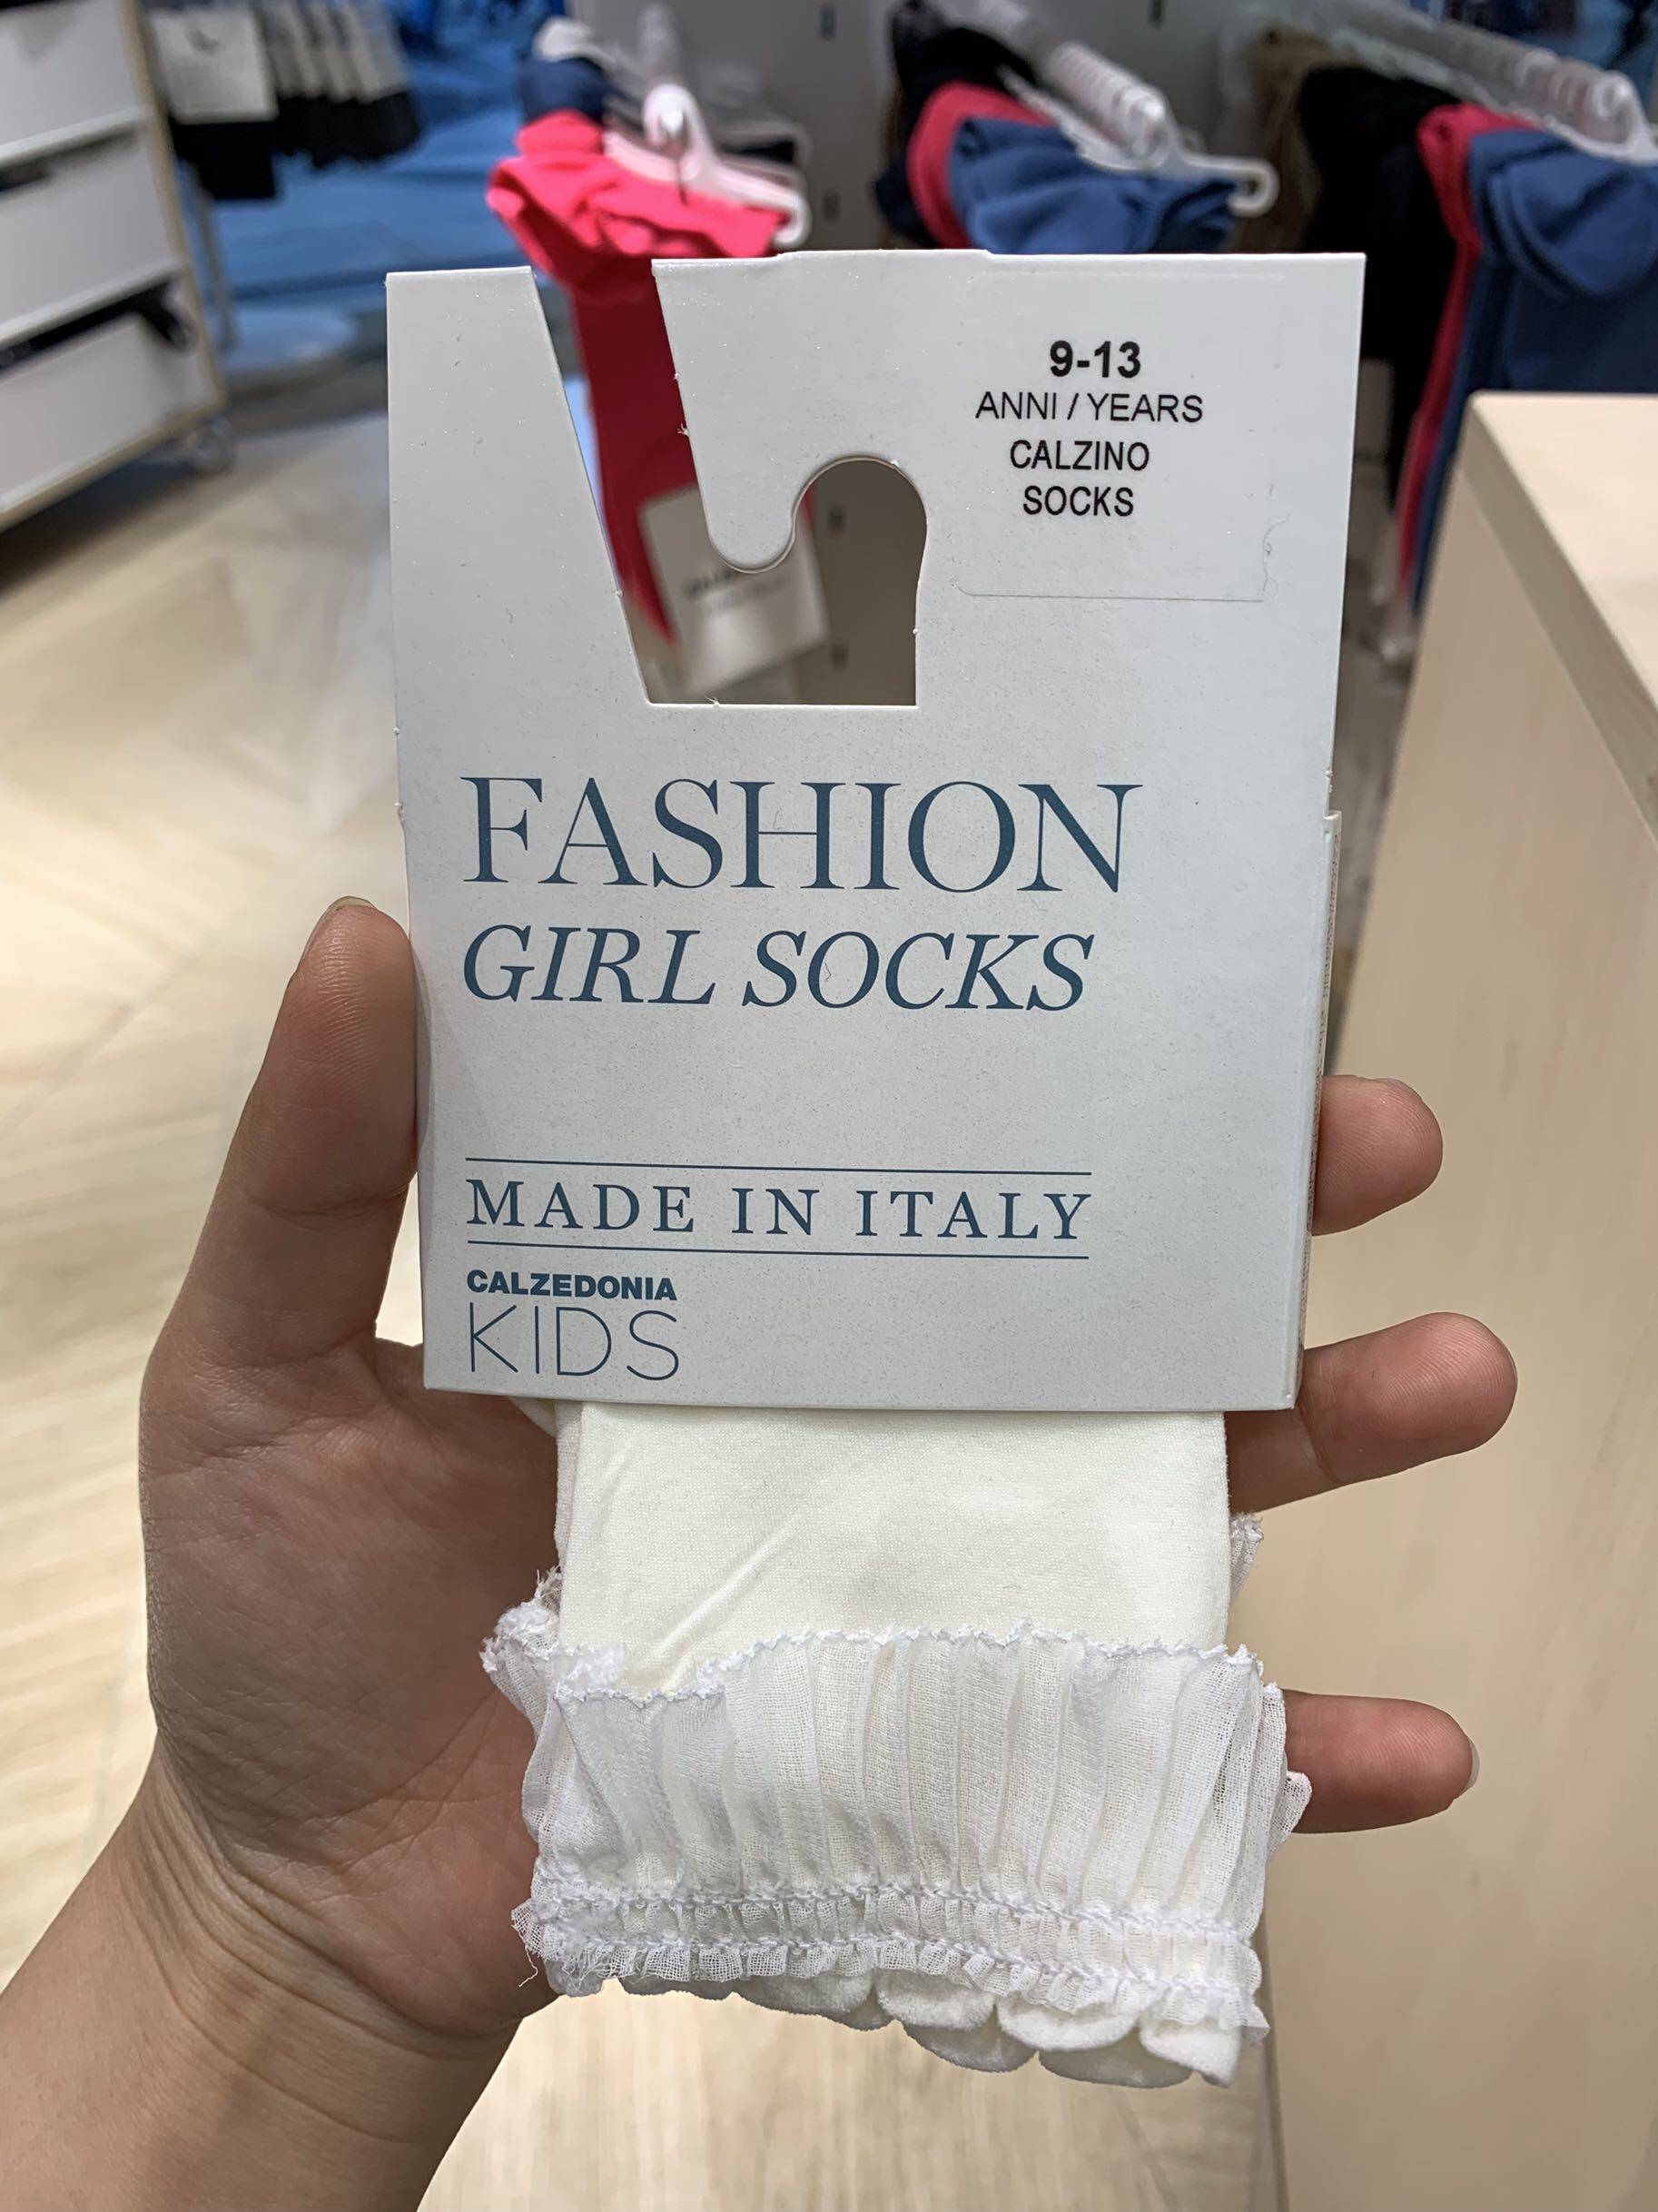 9-13
ANNI / YEARS
CALZINO
SOCKS
FASHION
GIRL SOCKS
MADE IN ITALY
CALZEDONIA
KIDS